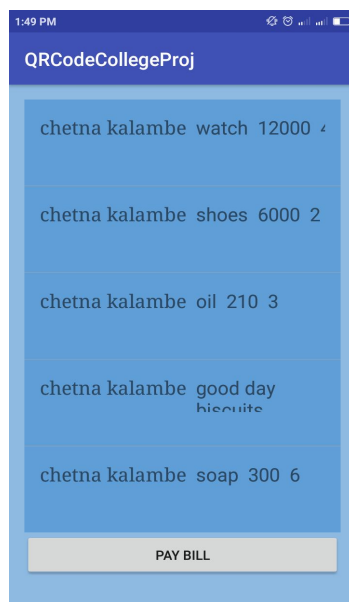 1:49 PM
QRCodeCollegeProj
chetna kalambe watch 12000
chetna kalambe shoes 6000 2
chetna kalambe oil 210 3
chetna kalambe good day
biscuits
chetna kalambe soap 300 6
PAY BILL